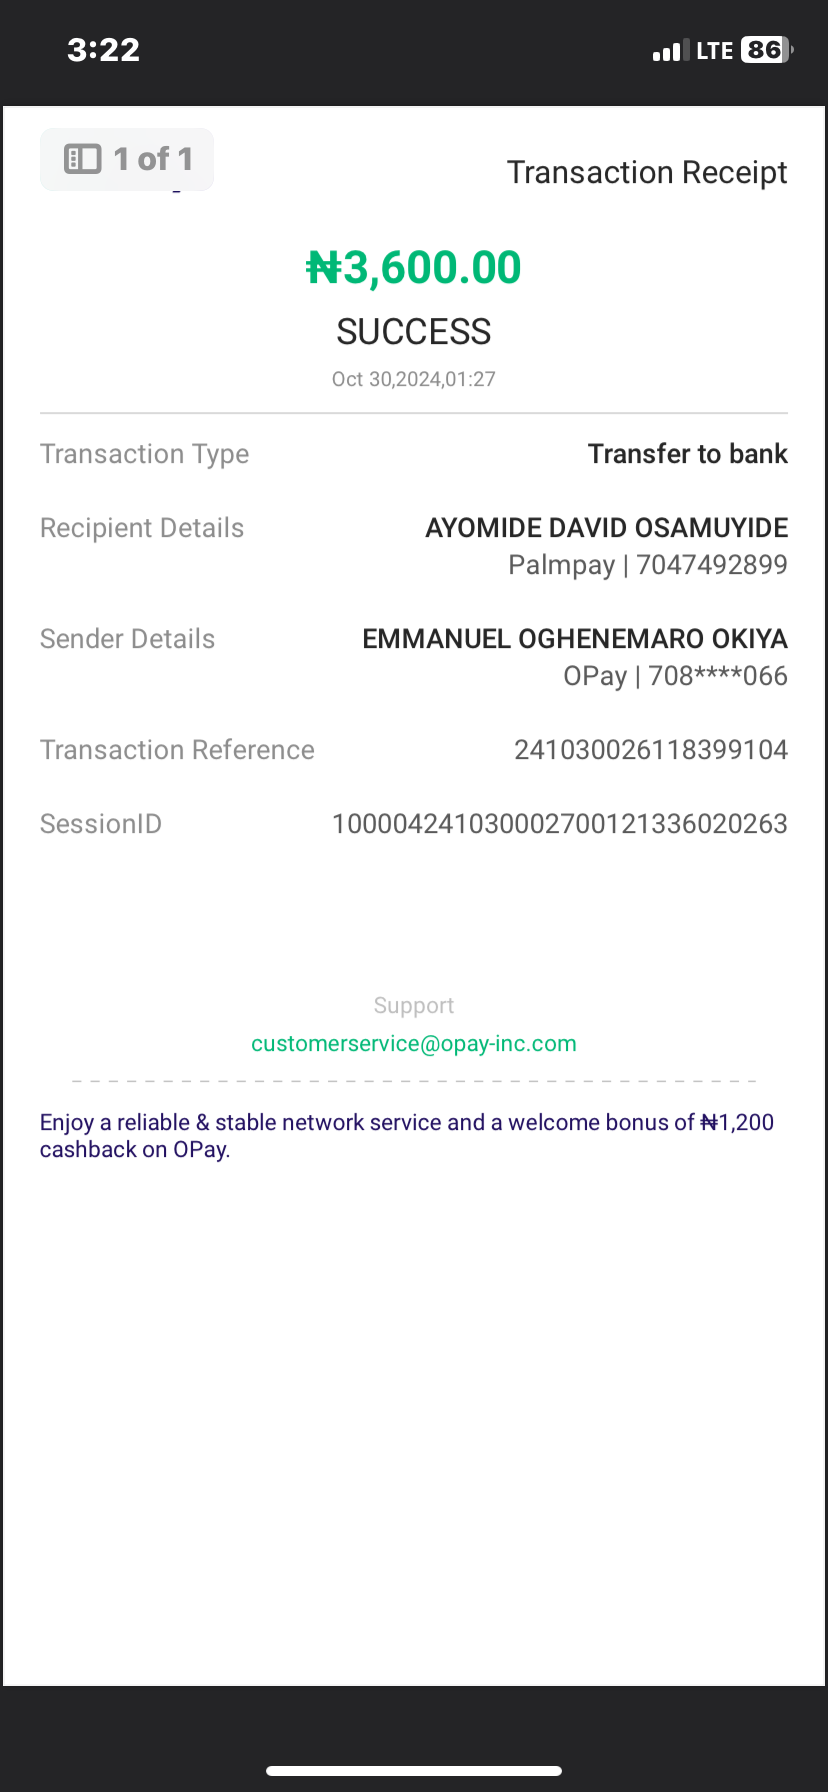 3:22
LTE 86
1 of 1
Transaction Receipt
₦3,600.00
SUCCESS
Oct 30,2024,01:27
Transaction Type
Transfer to bank
Recipient Details
AYOMIDE DAVID OSAMUYIDE
Palmpay | 7047492899
Sender Details
EMMANUEL OGHENEMARO OKIYA
OPay | 708****066
Transaction Reference
241030026118399104
SessionID
100004241030002700121336020263
Support
customerservice@opay-inc.com
Enjoy a reliable & stable network service and a welcome bonus of ₦1,200
cashback on OPay.